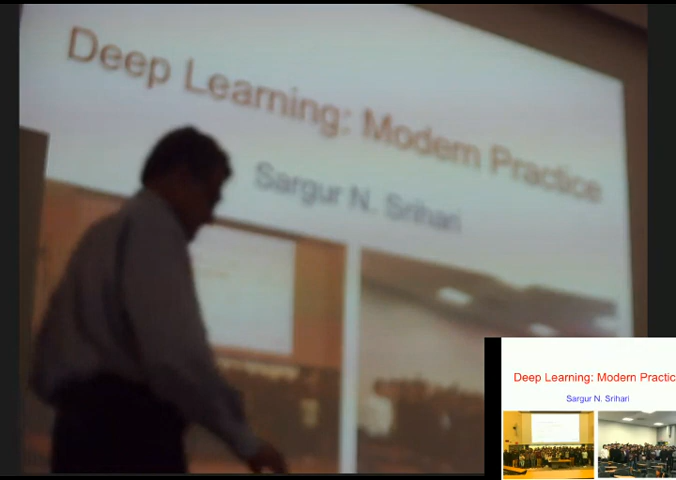 Deep Learning: Modern Practice
Sargur N. Srihari
Deep Learning: Modern Practic
Sargur N. Srihari